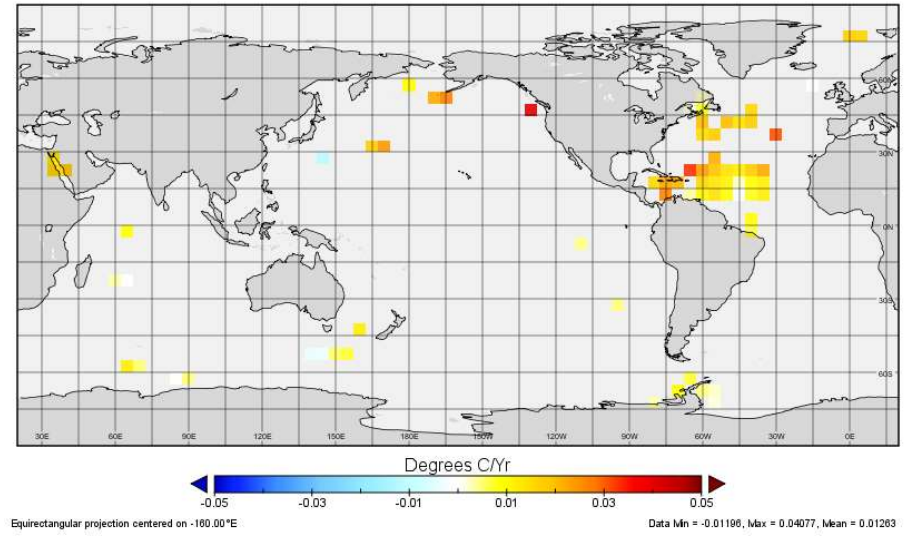 60N
30N
0N
30S
60S
30E 60E 90E 120E 150E 180E 150W 120W 90W 60W 30W 0E
Degrees C/Yr
-0.05 -0.03 -0.01 0.01 0.03 0.05
Equirectangular projection centered on -160.00°E Data Min = -0.01196, Max = 0.04077, Mean = 0.01263